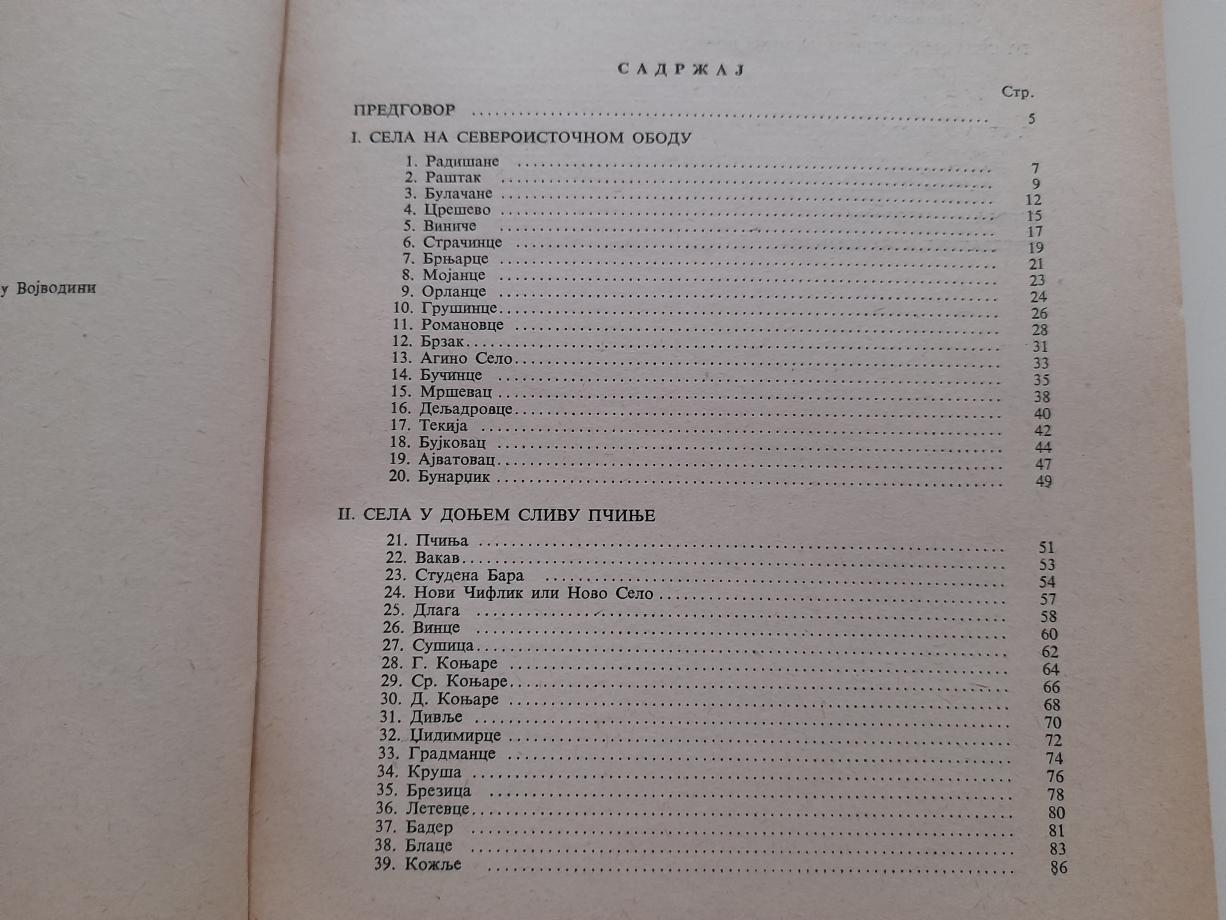 у Војводини
САДРЖАЈ
Стр.
ПРЕДГОВОР 5
I. СЕЛА НА СЕВЕРОИСТОЧНОМ ОБОДУ
1. Радишане 7
2. Раштак 9
3. Булачане 12
4. Црешево 15
5. Виниче 17
6. Страчинце 19
7. Брњарце 21
8. Мојанце 23
9. Орланце 24
10. Грушинце 26
11. Романовце 28
12. Брзак 31
13. Агино Село 33
14. Бучинце 35
15. Мршевац 38
16. Дељадровце 40
17. Текија 42
18. Бујковац 44
19. Ајватовац 47
20. Бунарџик 49
II. СЕЛА У ДОЊЕМ СЛИВУ ПЧИЊЕ
21. Пчиња 51
22. Вакав 53
23. Студена Бара 54
24. Нови Чифлик или Ново Село 57
25. Длага 58
26. Винце 60
27. Сушица 62
28. Г. Коњаре 64
29. Ср. Коњаре 66
30. Д. Коњаре 68
31. Дивље 70
32. Џидимирце 72
33. Градманце 74
34. Круша 76
35. Брезица 78
36. Летевце 80
37. Бадер 81
38. Блаце 83
39. Кожље 86